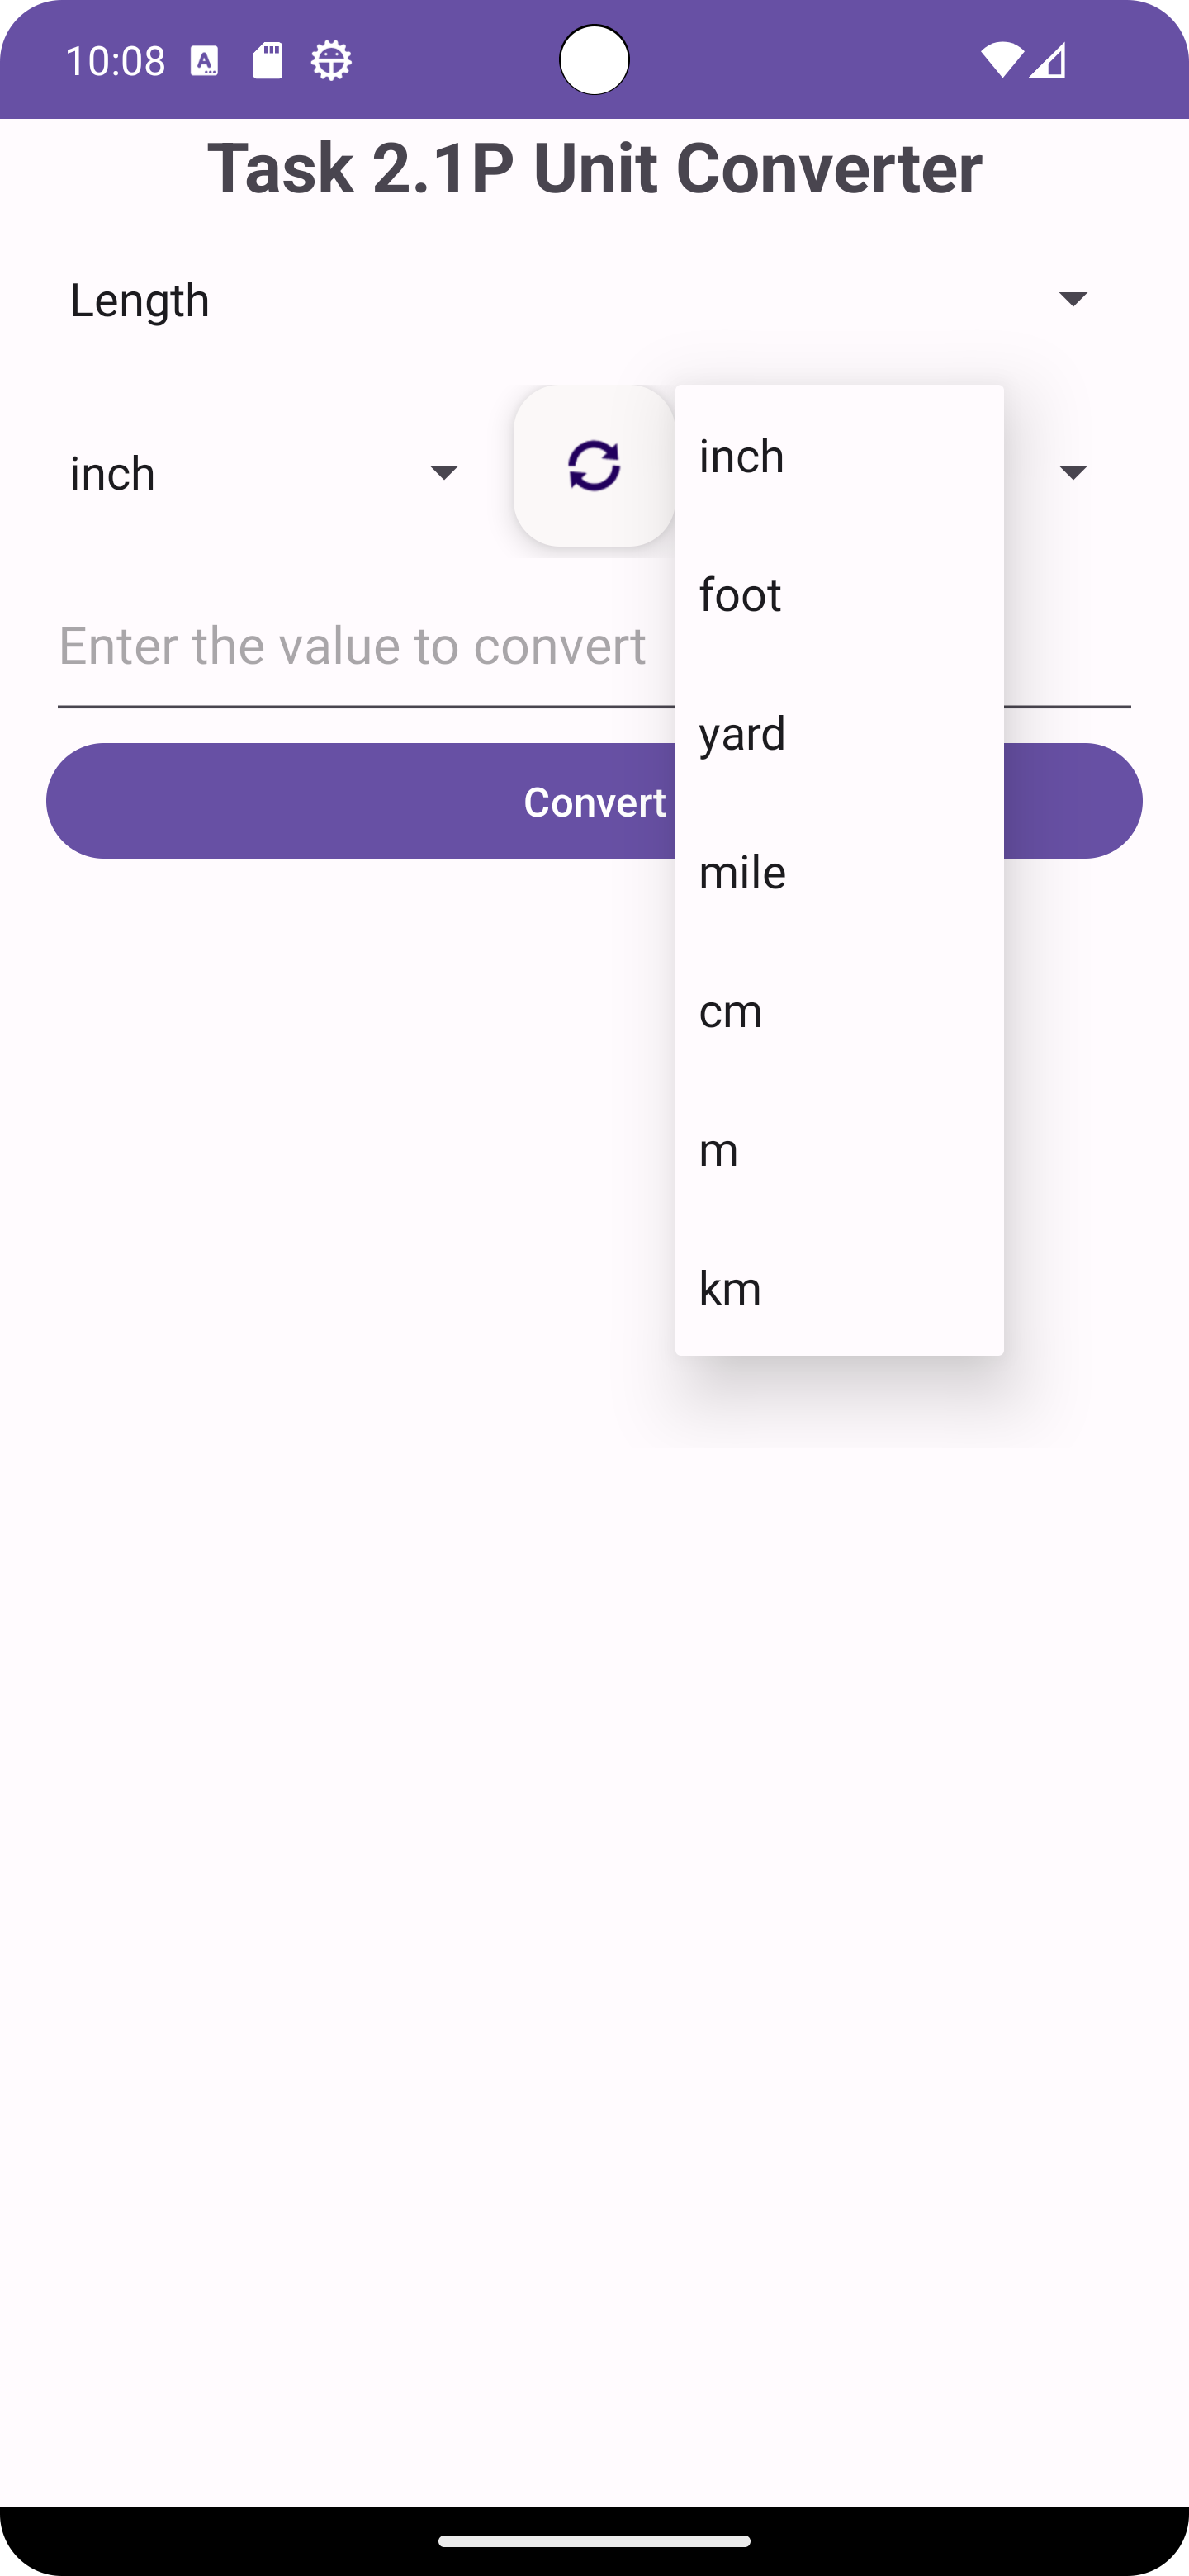 10:08
Task 2.1P Unit Converter
Length
inch
inch
foot
Enter the value to convert
yard
Convert
mile
cm
m
km